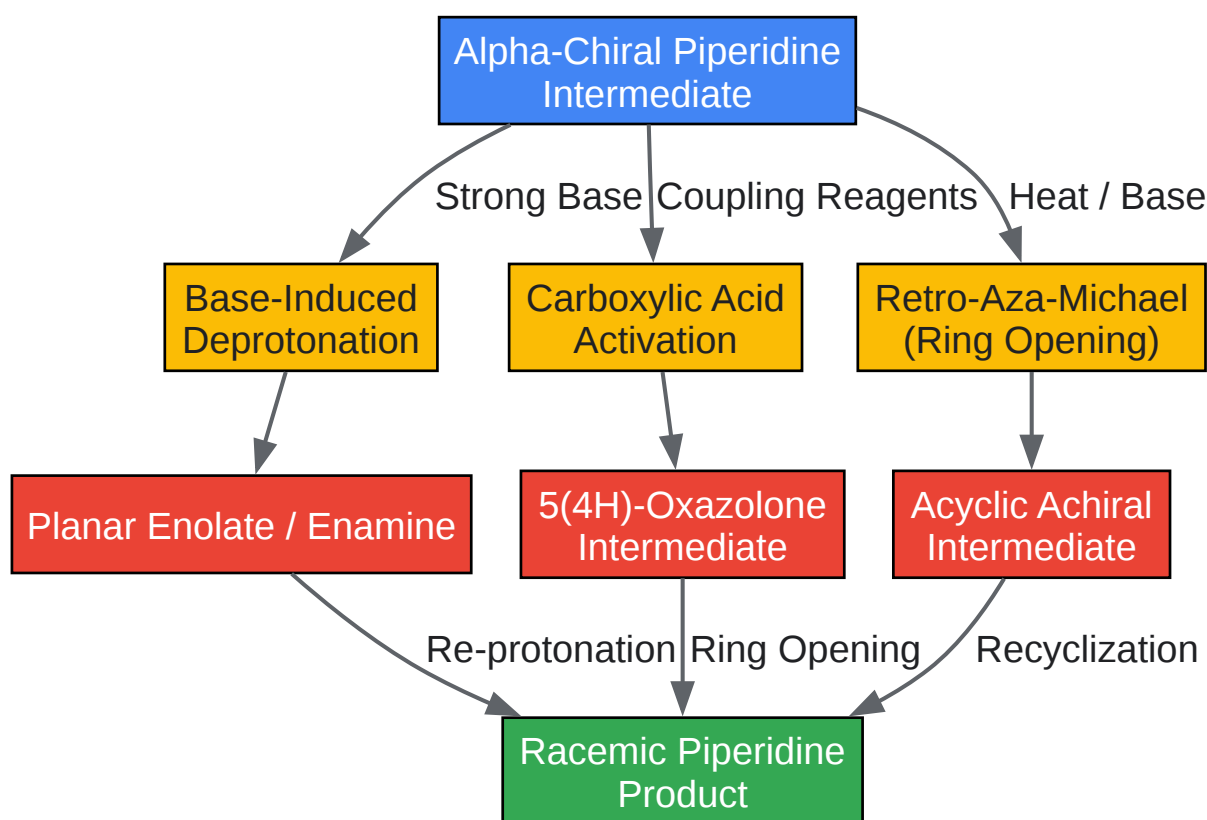 Alpha-Chiral Piperidine
Intermediate
Strong Base
Coupling Reagents
Heat / Base
Base-Induced
Deprotonation
Carboxylic Acid
Activation
Retro-Aza-Michael
(Ring Opening)
Planar Enolate / Enamine
5(4H)-Oxazolone
Intermediate
Acyclic Achiral
Intermediate
Re-protonation
Ring Opening
Recyclization
Racemic Piperidine
Product